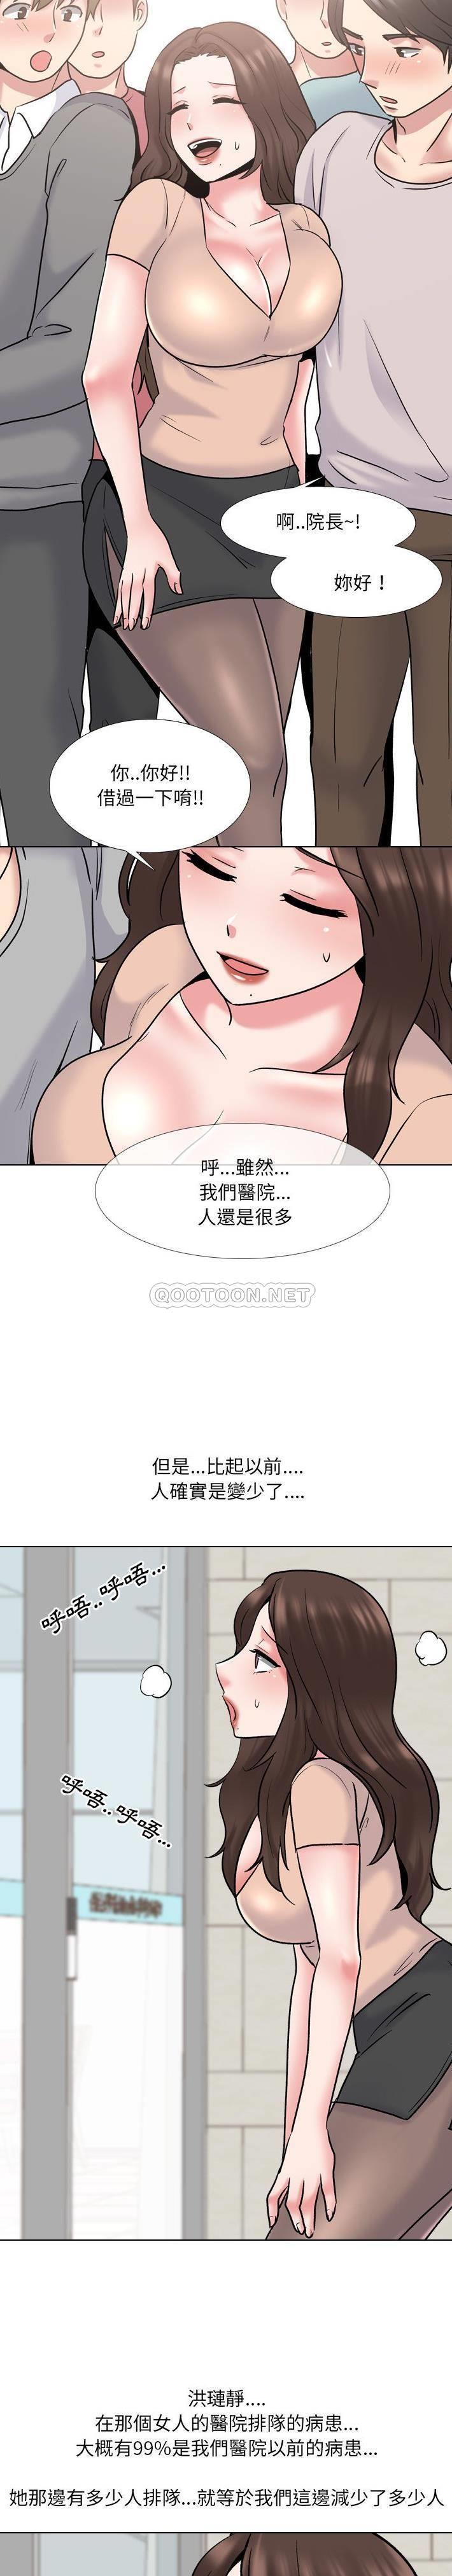 啊..院長~!
妳好！
你..你好!!
借過一下唷!!
呼...雖然...
我們醫院...
人還是很多
QOOTOON.NET
但是...比起以前....
人確實是變少了....
呼唔..呼唔...
呼唔..呼唔...
洪璉靜....
在那個女人的醫院排隊的病患...
大概有99%是我們醫院以前的病患...
她那邊有多少人排隊...就等於我們這邊減少了多少人